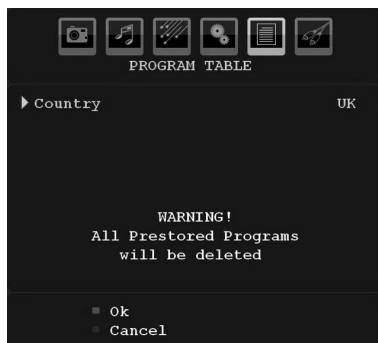 PROGRAM TABLE
Country UK
WARNING!
All Prestored Programs
will be deleted
Ok
Cancel